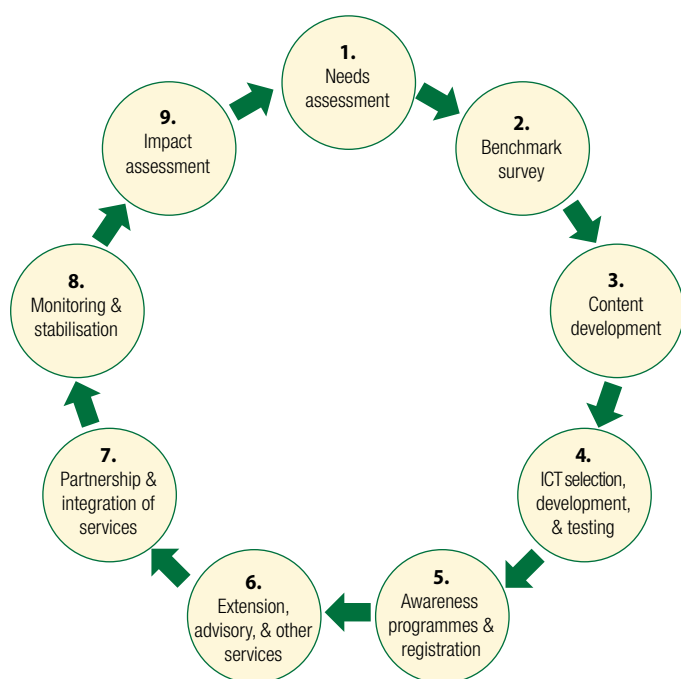 1.
Needs
assessment
2.
Benchmark
survey
3.
Content
development
4.
ICT selection,
development,
& testing
5.
Awareness
programmes &
registration
6.
Extension,
advisory, & other
services
7.
Partnership &
integration of
services
8.
Monitoring &
stabilisation
9.
Impact
assessment